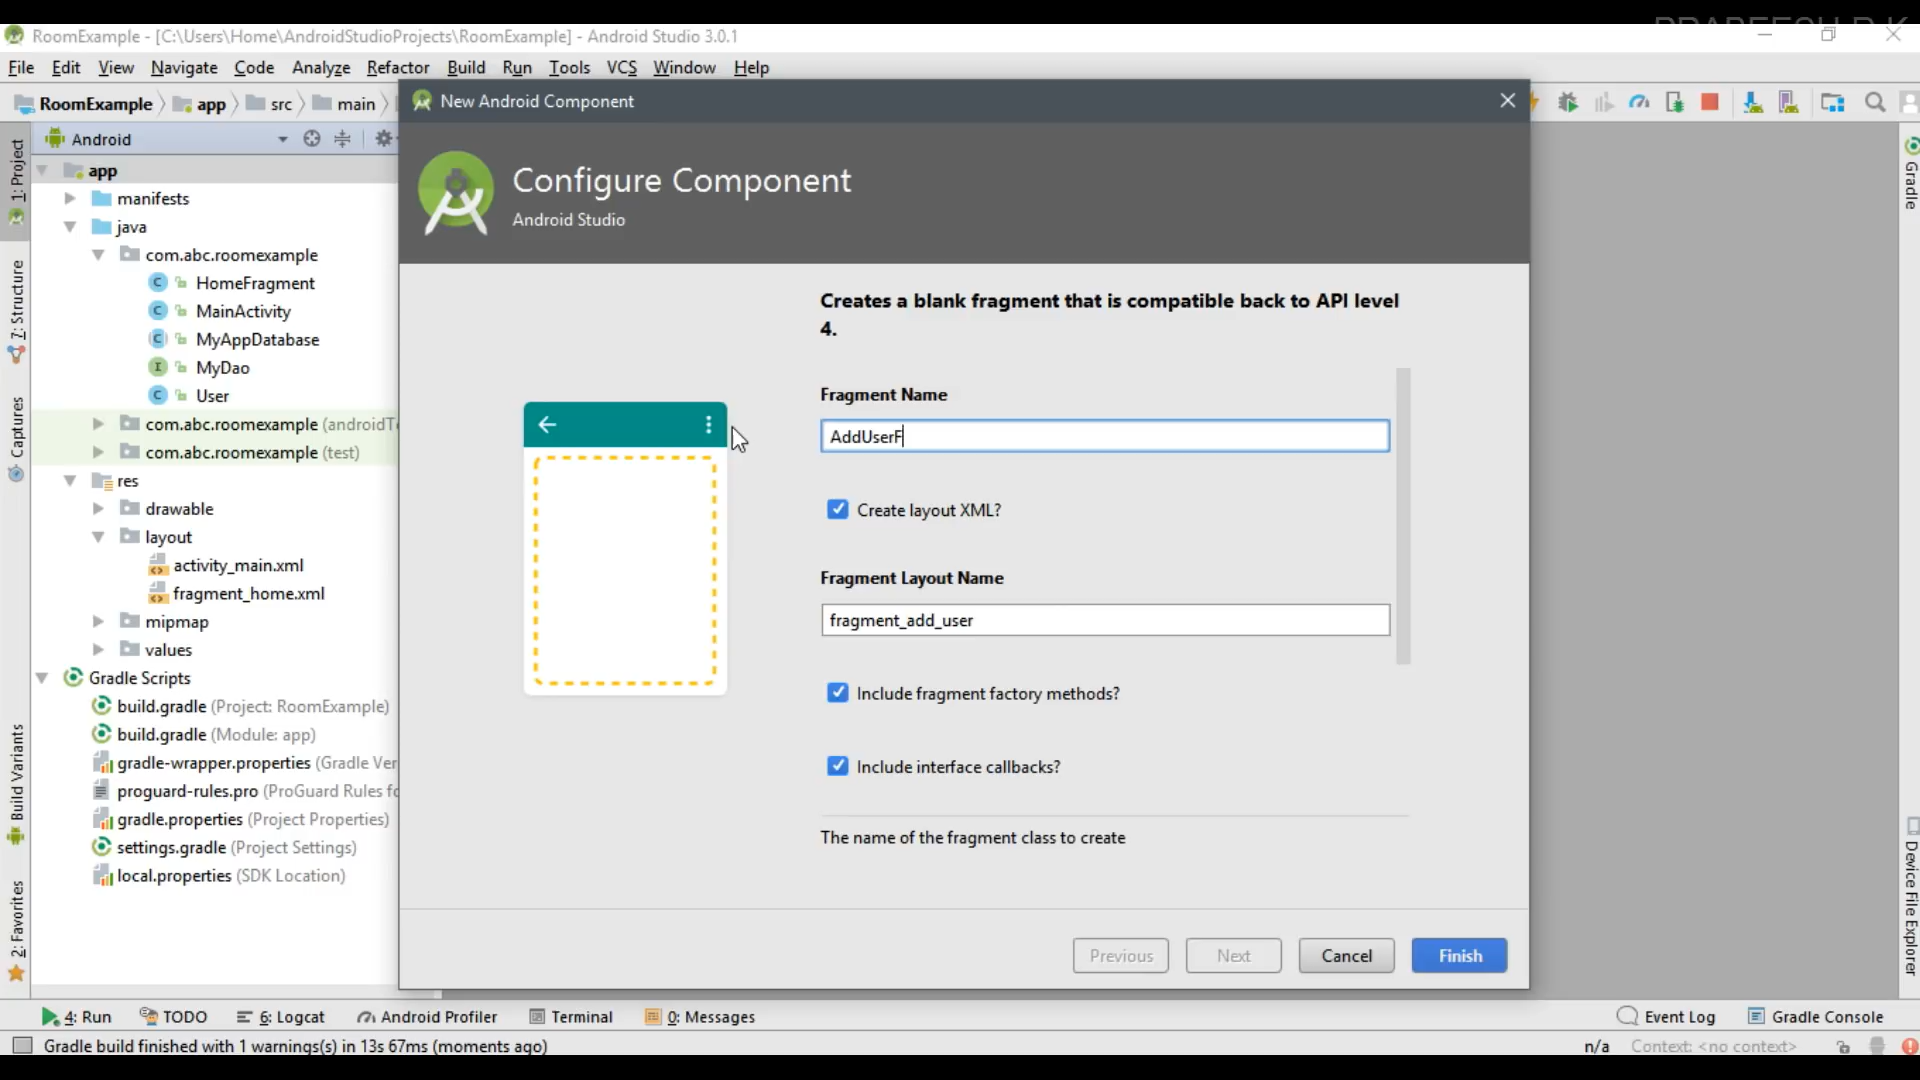 PRABEESH R K
RoomExample - [C:\Users\Home\AndroidStudioProjects\RoomExample] - Android Studio 3.0.1
File Edit View Navigate Code Analyze Refactor Build Run Tools VCS Window Help
RoomExample app src main
New Android Component
Android
1: Project
7: Structure
Captures
Build Variants
2: Favorites
app
manifests
java
com.abc.roomexample
HomeFragment
MainActivity
MyAppDatabase
MyDao
User
com.abc.roomexample (androidT
com.abc.roomexample (test)
res
drawable
layout
activity_main.xml
fragment_home.xml
mipmap
values
Gradle Scripts
build.gradle (Project: RoomExample)
build.gradle (Module: app)
gradle-wrapper.properties (Gradle Ver
proguard-rules.pro (ProGuard Rules fo
gradle.properties (Project Properties)
settings.gradle (Project Settings)
local.properties (SDK Location)
Configure Component
Android Studio
Creates a blank fragment that is compatible back to API level
4.
Fragment Name
AddUserF
Create layout XML?
Fragment Layout Name
fragment_add_user
Include fragment factory methods?
Include interface callbacks?
The name of the fragment class to create
Previous Next Cancel Finish
Gradle
Device File Explorer
4: Run TODO 6: Logcat Android Profiler Terminal 0: Messages Event Log Gradle Console
Gradle build finished with 1 warnings(s) in 13s 67ms (moments ago) n/a Context: <no context>